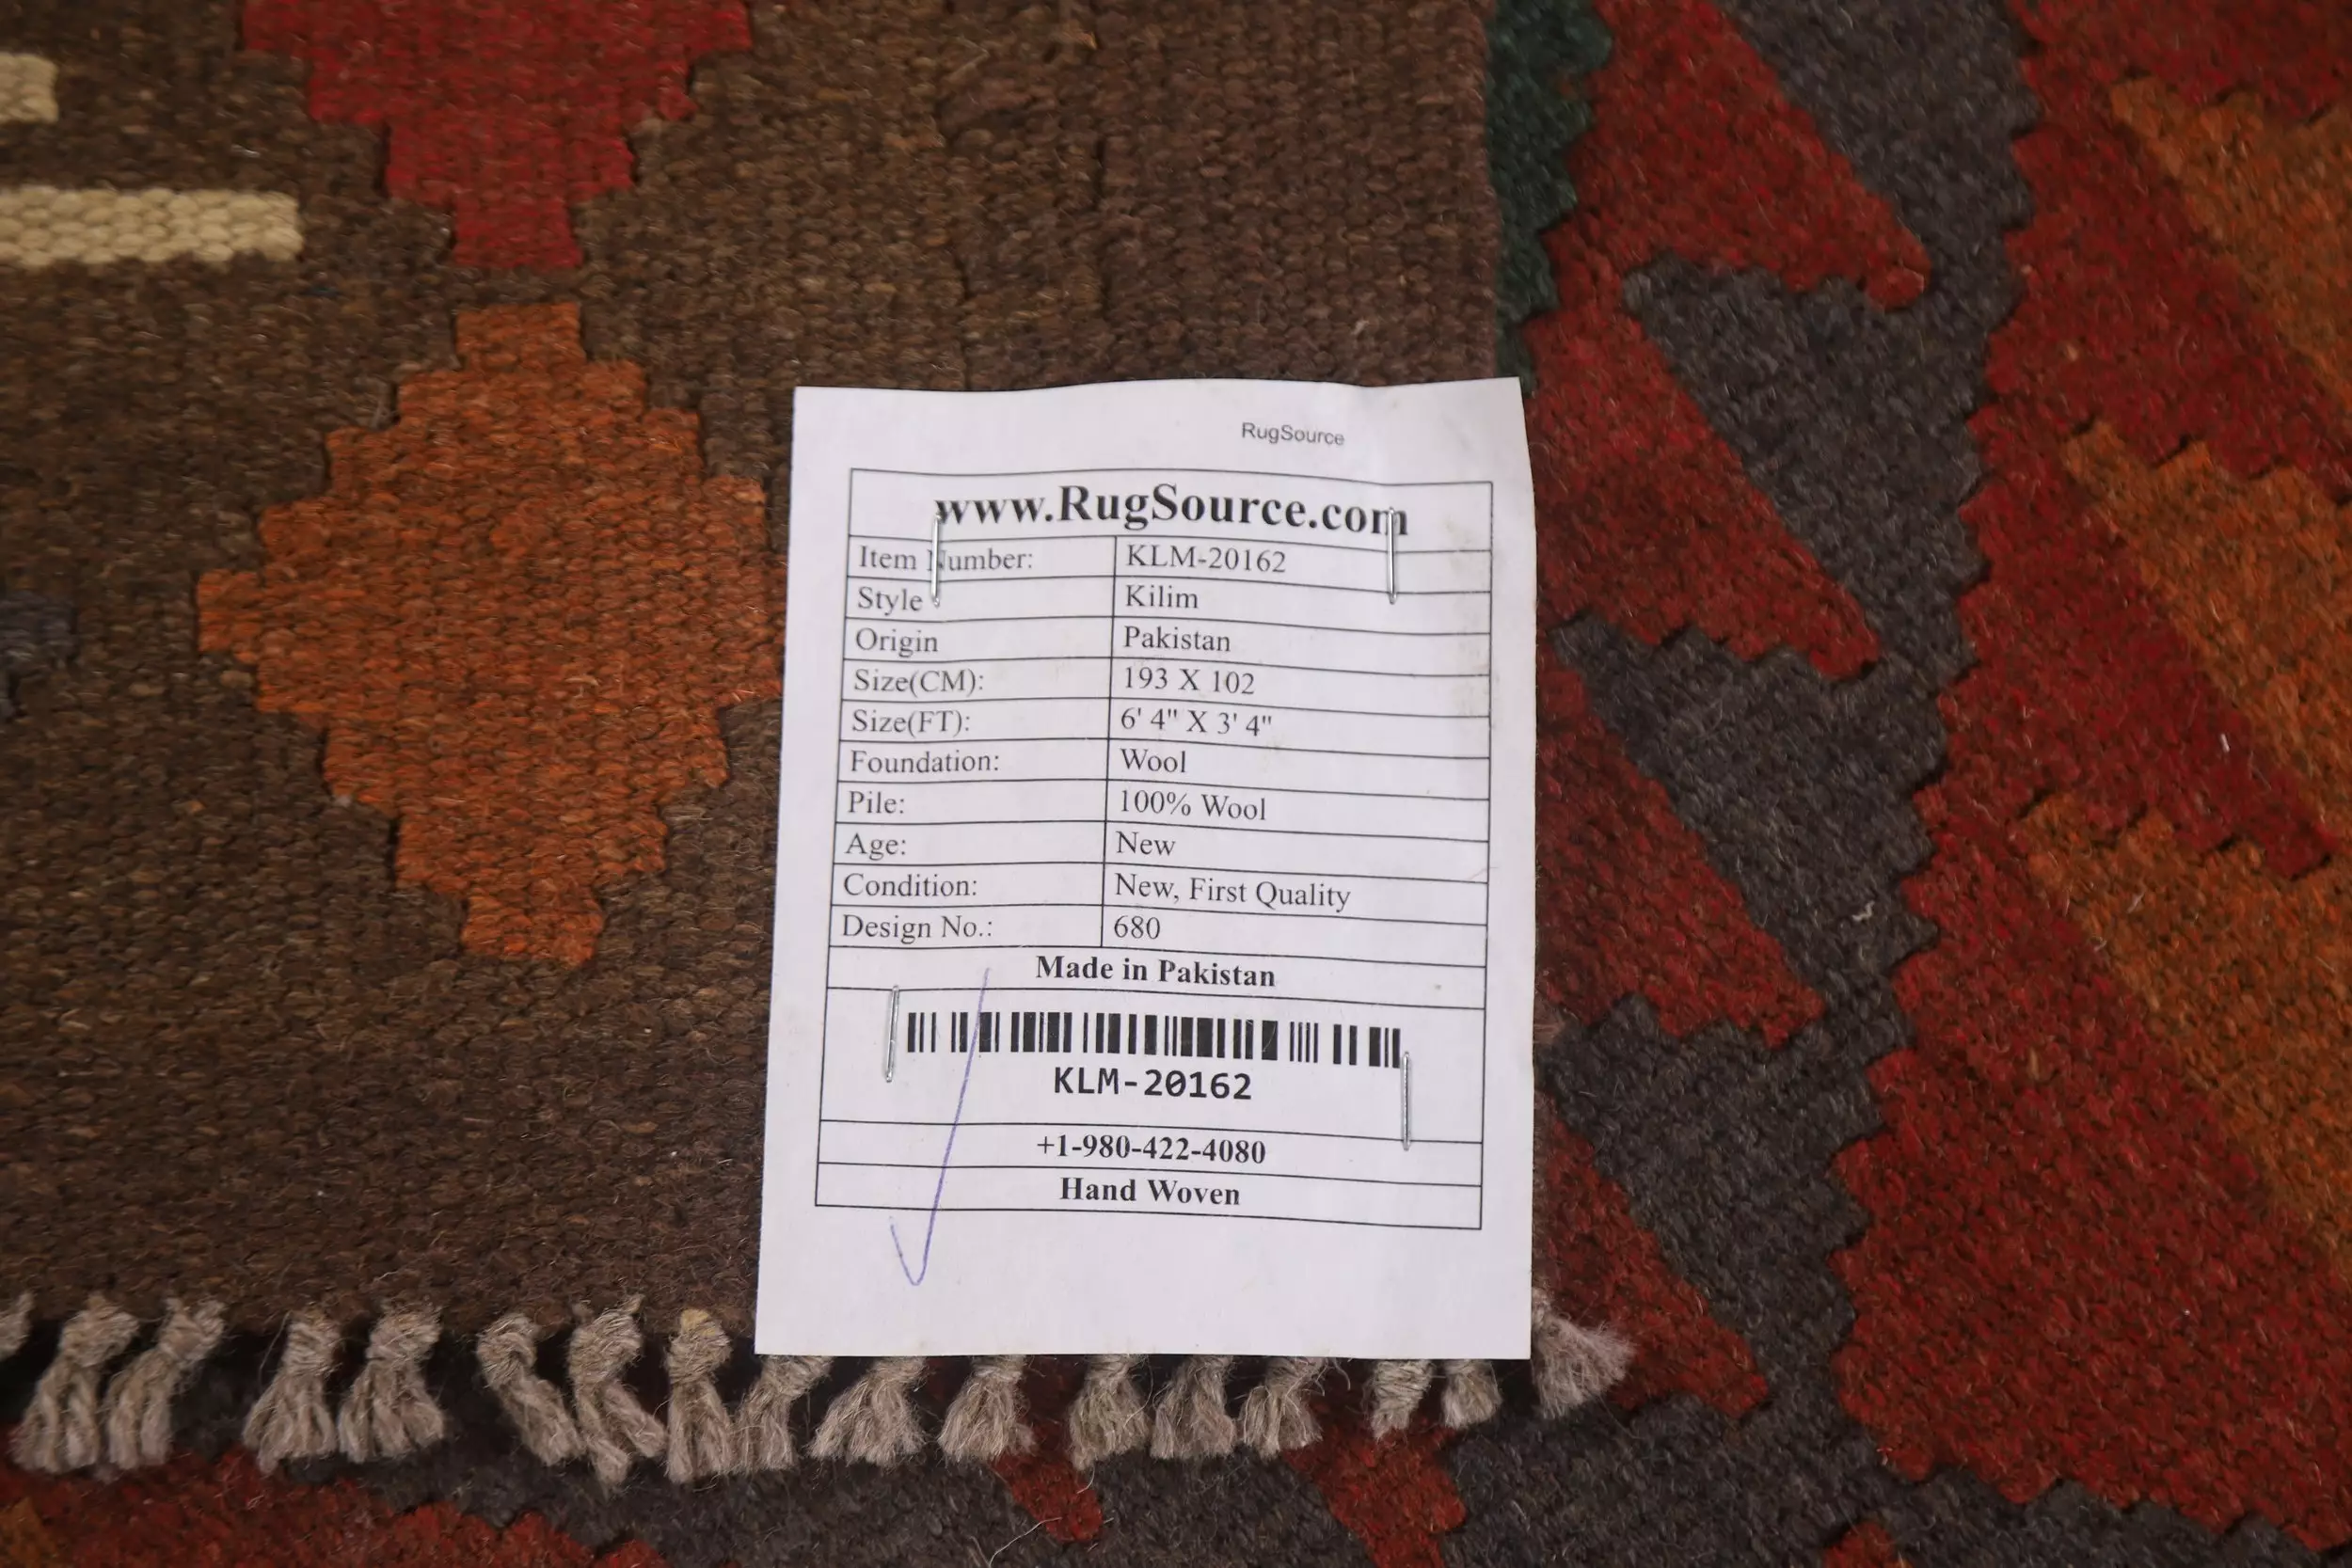 RugSource
www.RugSource.com
Item Number: KLM-20162
Style Kilim
Origin Pakistan
Size(CM): 193 X 102
Size(FT): 6' 4" X 3' 4"
Foundation: Wool
Pile: 100% Wool
Age: New
Condition: New, First Quality
Design No.: 680
Made in Pakistan
KLM-20162
+1-980-422-4080
Hand Woven